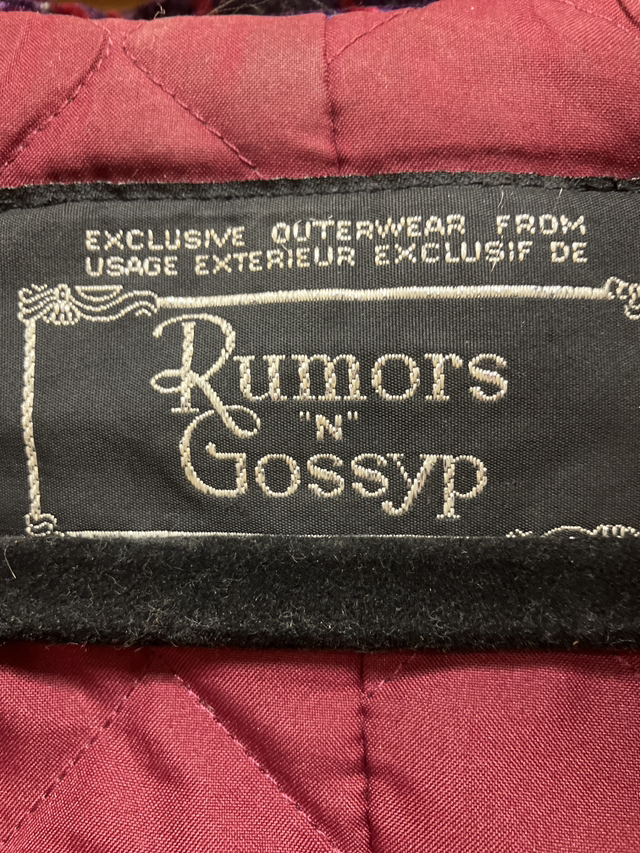 EXCLUSIVE OUTERWEAR FROM
USAGE EXTERIEUR EXCLUSIF DE
Rumors
"N"
Gossyp